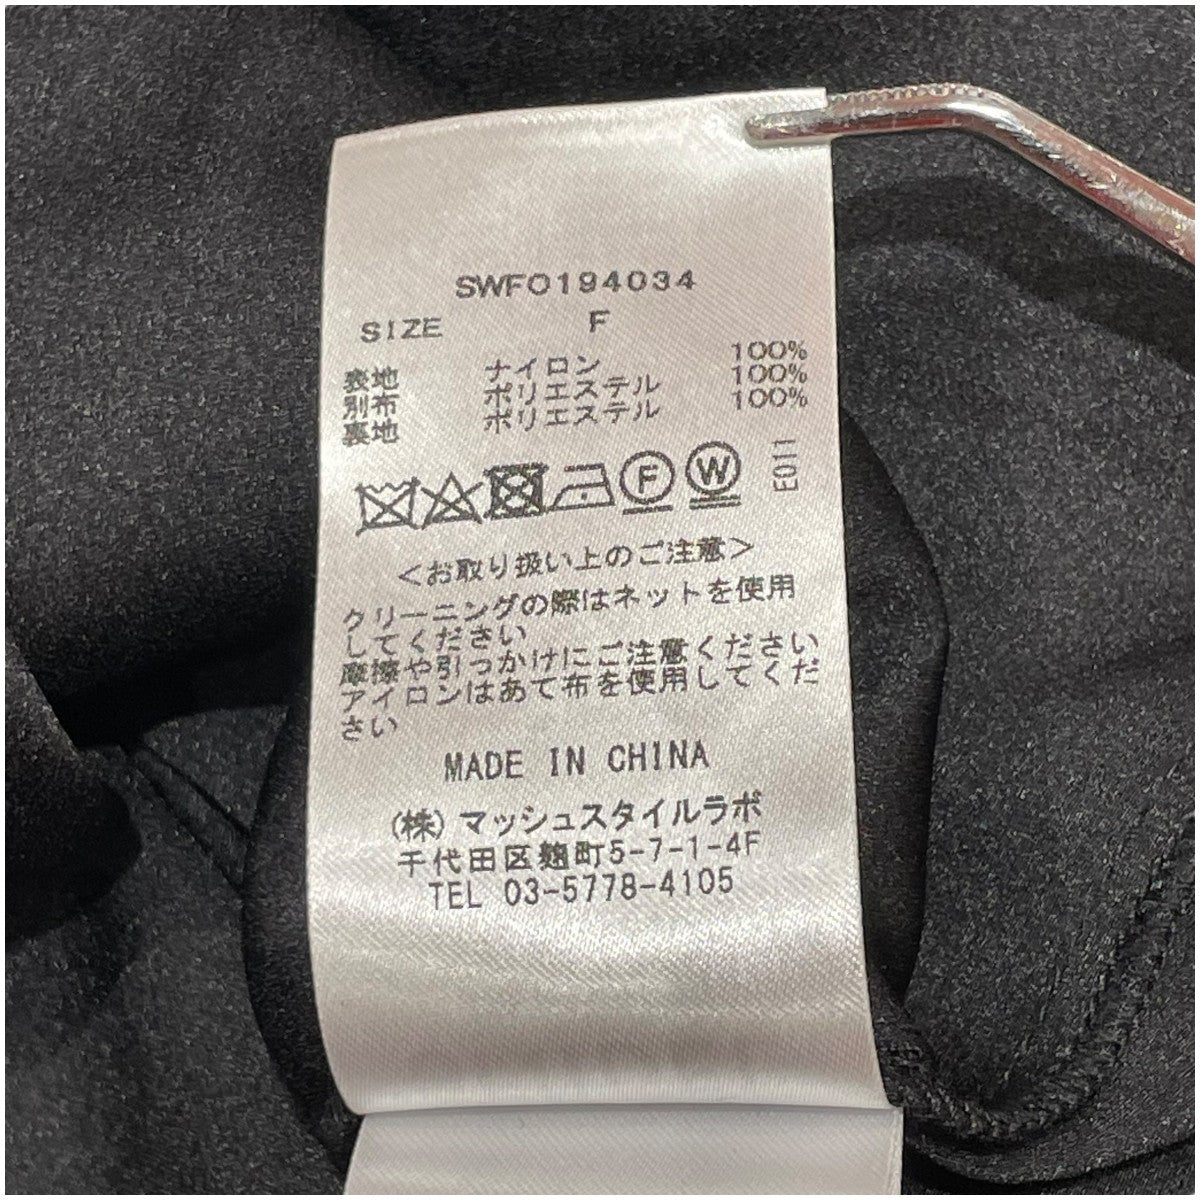 SWFO194034
SIZE F
表地 ナイロン 100%
別布 ポリエステル 100%
裏地 ポリエステル 100%
F W E011
<お取り扱い上のご注意>
クリーニングの際はネットを使用
してください
摩擦や引っかけにご注意ください
アイロンはあて布を使用してくだ
さい
MADE IN CHINA
(株)マッシュスタイルラボ
千代田区麹町5-7-1-4F
TEL 03-5778-4105